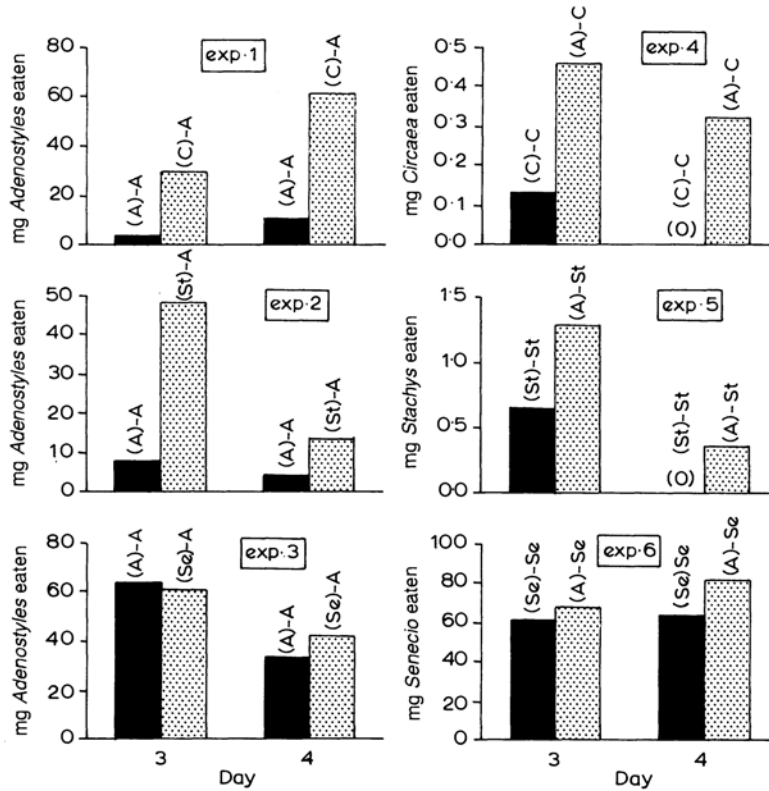 exp·1
mg Adenostyles eaten
80
60
40
20
0
(A)-A
(C)-A
(A)-A
(C)-A
exp·4
mg Circaea eaten
0·5
0·4
0·3
0·2
0·1
0·0
(C)-C
(A)-C
(C)-C
(O)
(A)-C
exp·2
mg Adenostyles eaten
50
40
30
20
10
0
(A)-A
(St)-A
(A)-A
(St)-A
exp·5
mg Stachys eaten
1·5
1·0
0·5
0·0
(St)-St
(A)-St
(St)-St
(O)
(A)-St
exp·3
mg Adenostyles eaten
80
60
40
20
0
(A)-A
(Se)-A
(A)-A
(Se)-A
3
4
Day
exp·6
mg Senecio eaten
100
80
60
40
20
0
(Se)-Se
(A)-Se
(Se)Se
(A)-Se
3
4
Day